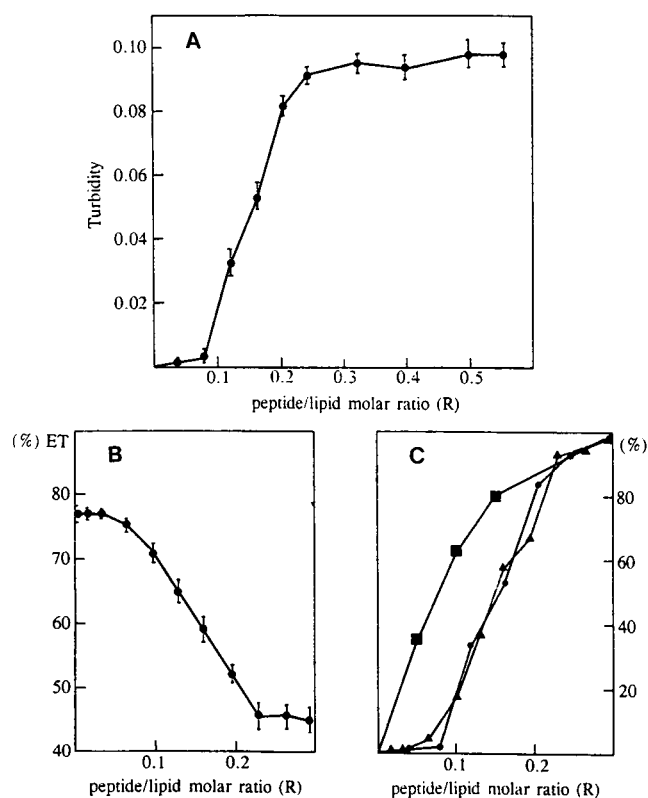 A
0.10
0.08
0.06
0.04
0.02
Turbidity
0.1 0.2 0.3 0.4 0.5
peptide/lipid molar ratio (R)
(%) ET
B
80
70
60
50
40
0.1 0.2
peptide/lipid molar ratio (R)
C
(%)
80
60
40
20
0.1 0.2
peptide/lipid molar ratio (R)